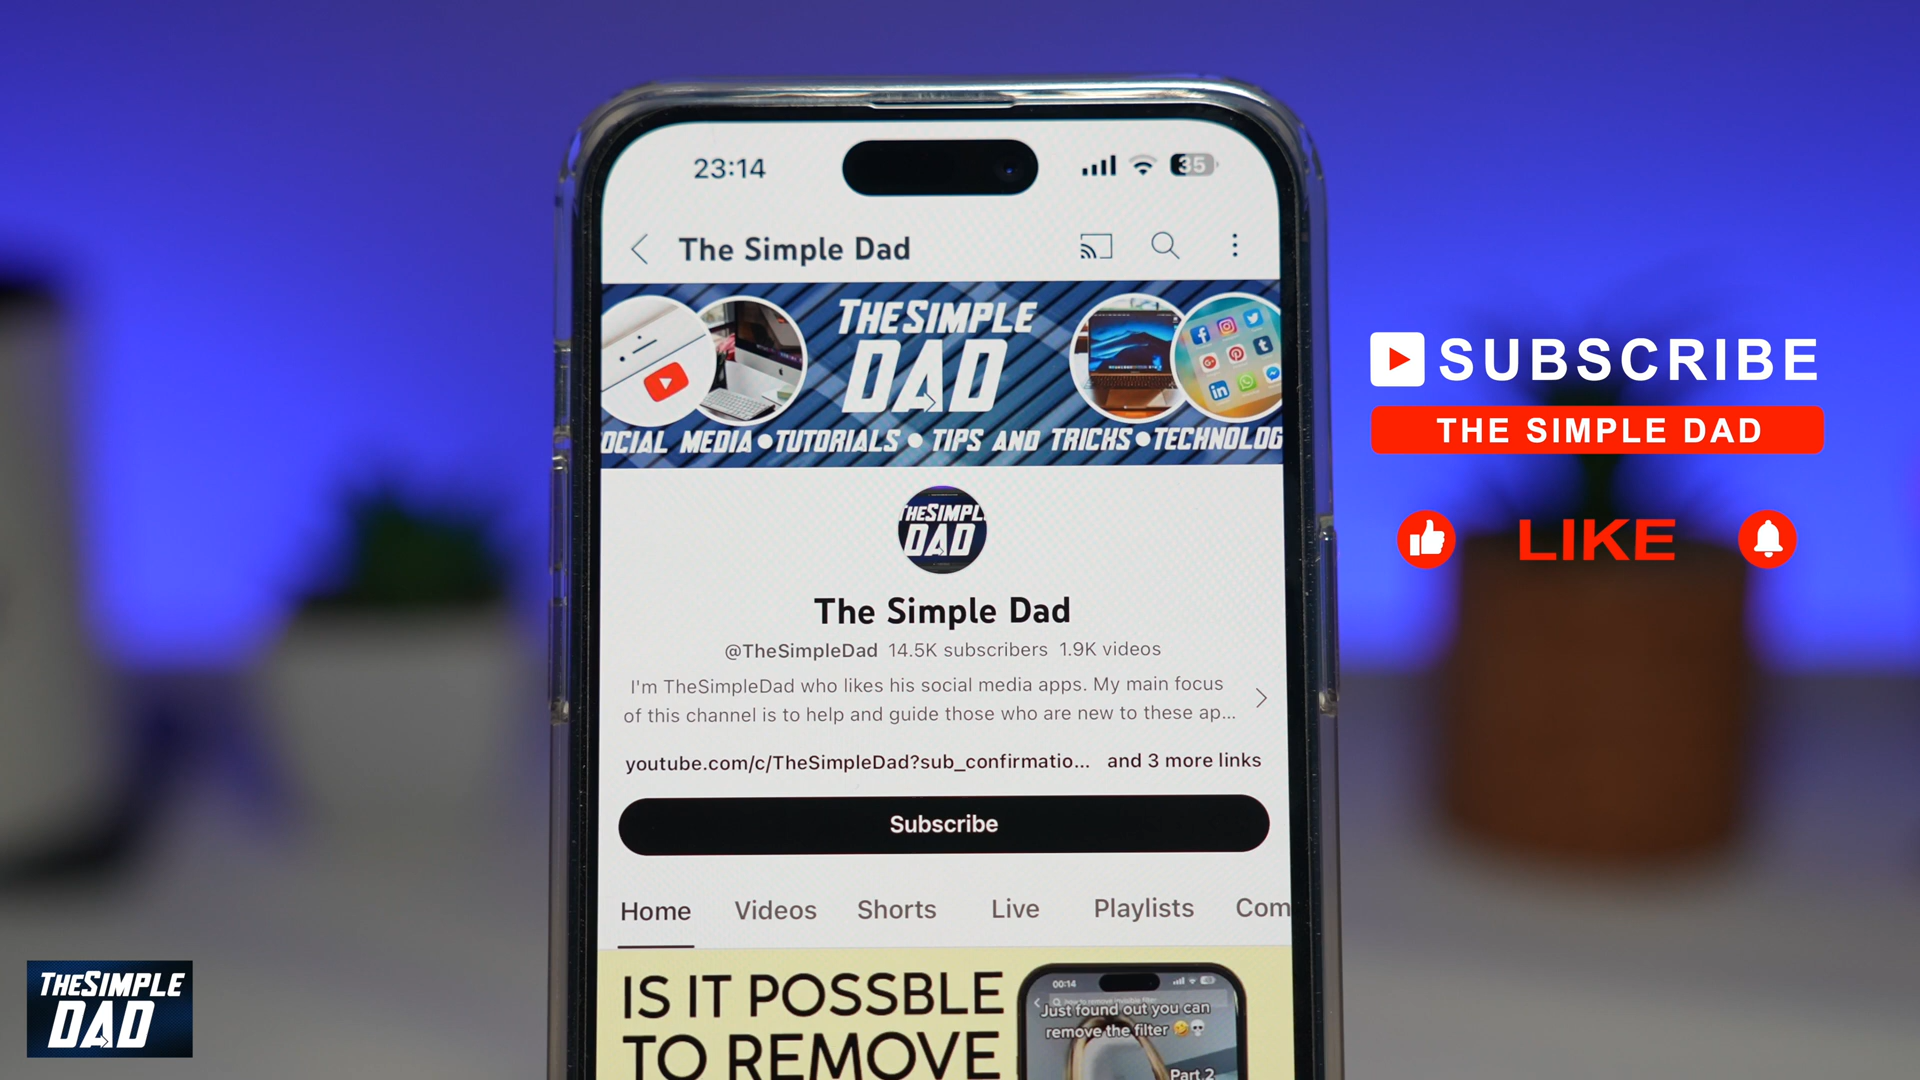 23:14
35
The Simple Dad
THESIMPLE
DAD
OCIAL MEDIA•TUTORIALS•TIPS AND TRICKS•TECHNOLOG
THESIMPL
DAD
The Simple Dad
@TheSimpleDad 14.5K subscribers 1.9K videos
I'm TheSimpleDad who likes his social media apps. My main focus
of this channel is to help and guide those who are new to these ap...
youtube.com/c/TheSimpleDad?sub_confirmatio... and 3 more links
Subscribe
Home Videos Shorts Live Playlists Com
IS IT POSSBLE
TO REMOVE
00:14
Just found out you can
remove the filter 🤣💀
Part 2
SUBSCRIBE
THE SIMPLE DAD
LIKE
THESIMPLE
DAD